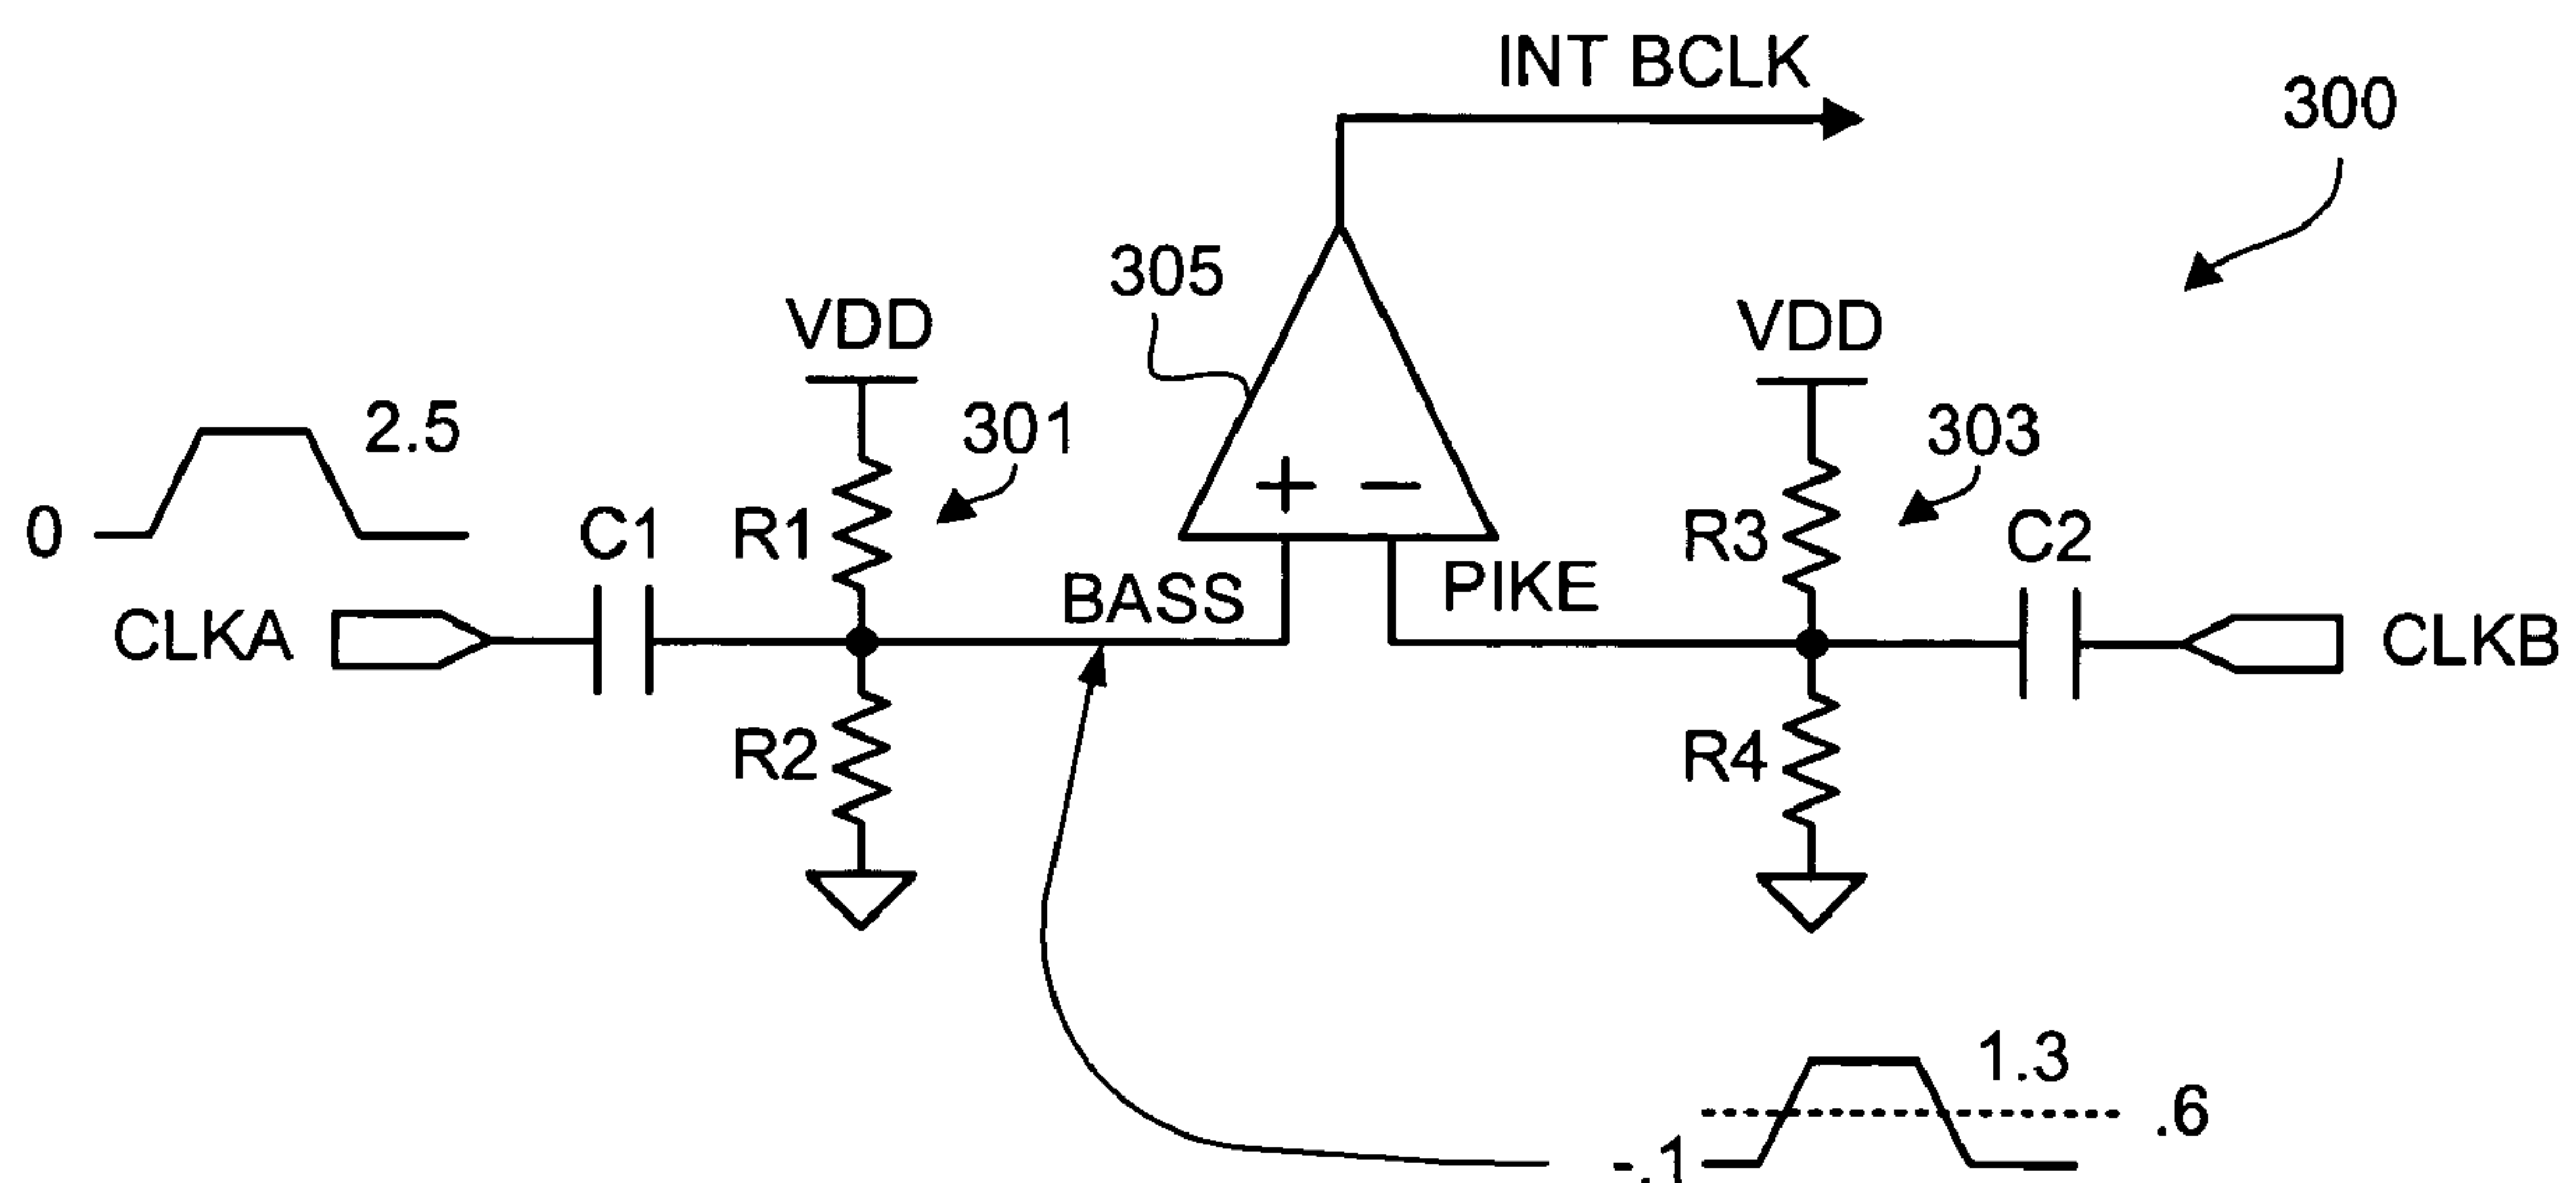 INT BCLK
300
305
VDD
VDD
2.5
301
303
0
C1
R1
+ −
R3
C2
CLKA
BASS
PIKE
CLKB
R2
R4
1.3
.6
-.1